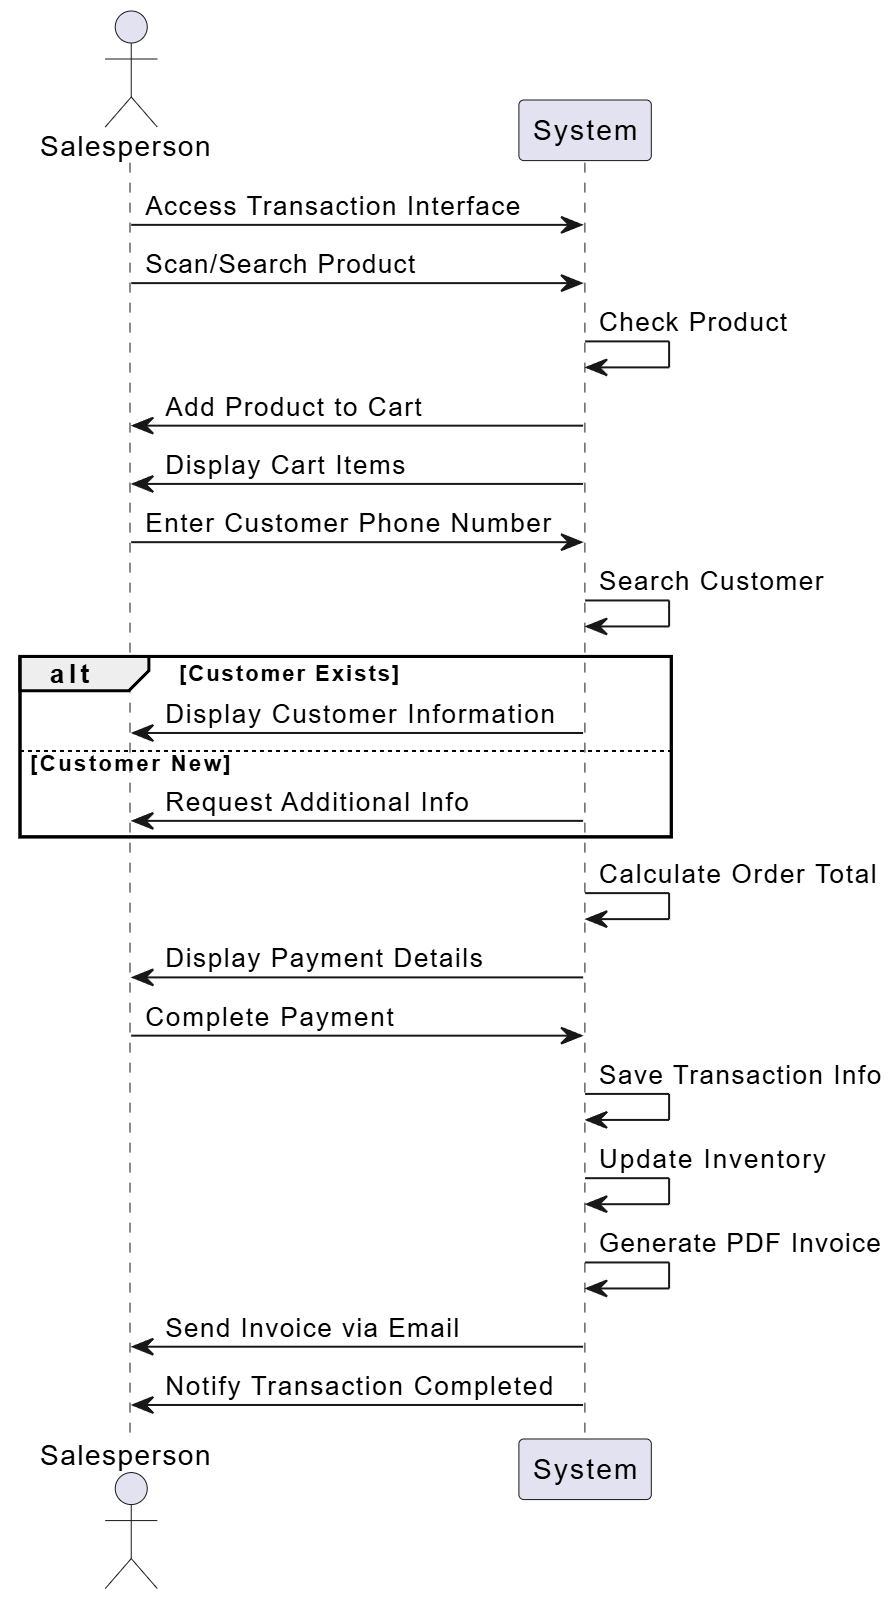 Salesperson
System
Access Transaction Interface
Scan/Search Product
Check Product
Add Product to Cart
Display Cart Items
Enter Customer Phone Number
Search Customer
alt [Customer Exists]
Display Customer Information
[Customer New]
Request Additional Info
Calculate Order Total
Display Payment Details
Complete Payment
Save Transaction Info
Update Inventory
Generate PDF Invoice
Send Invoice via Email
Notify Transaction Completed
Salesperson
System